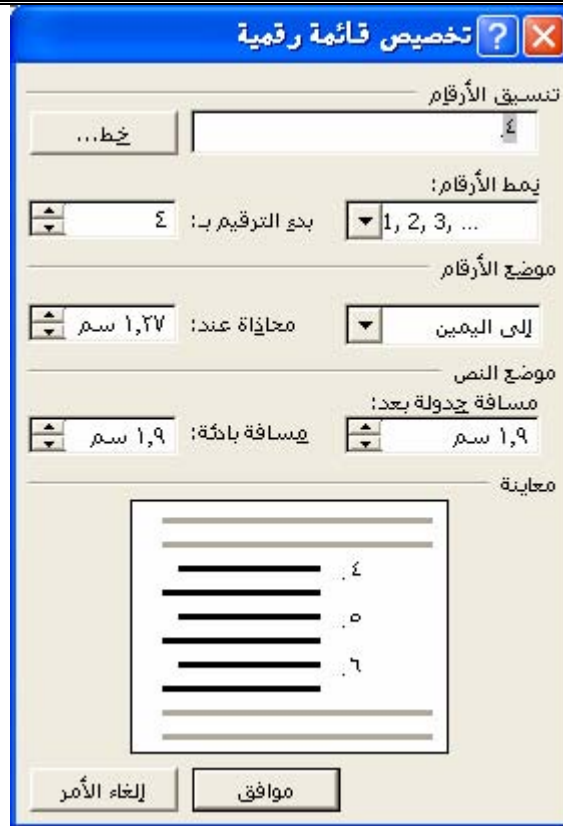 تخصيص قائمة رقمية
تنسيق الأرقام
٤.
خط...
نمط الأرقام:
1, 2, 3, ...
بدء الترقيم بـ: ٤
موضع الأرقام
إلى اليمين
محاذاة عند: ١,٢٧ سم
موضع النص
مسافة جدولة بعد:
١,٩ سم
مسافة بادئة: ١,٩ سم
معاينة
٤.
٥.
٦.
موافق
إلغاء الأمر